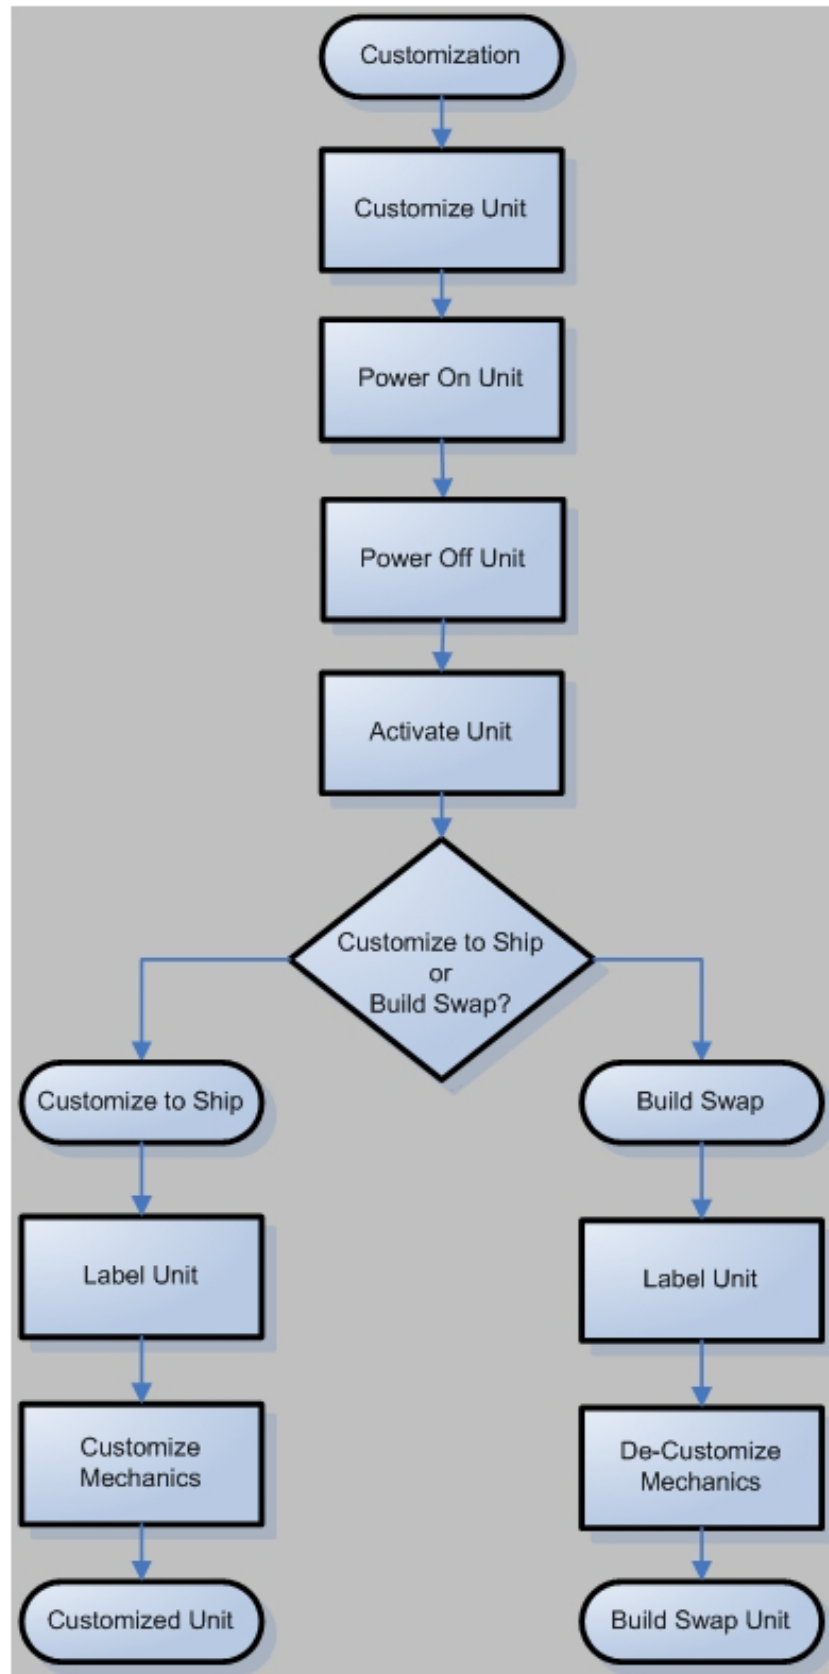 Customization
Customize Unit
Power On Unit
Power Off Unit
Activate Unit
Customize to Ship
or
Build Swap?
Customize to Ship
Build Swap
Label Unit
Label Unit
Customize
Mechanics
De-Customize
Mechanics
Customized Unit
Build Swap Unit